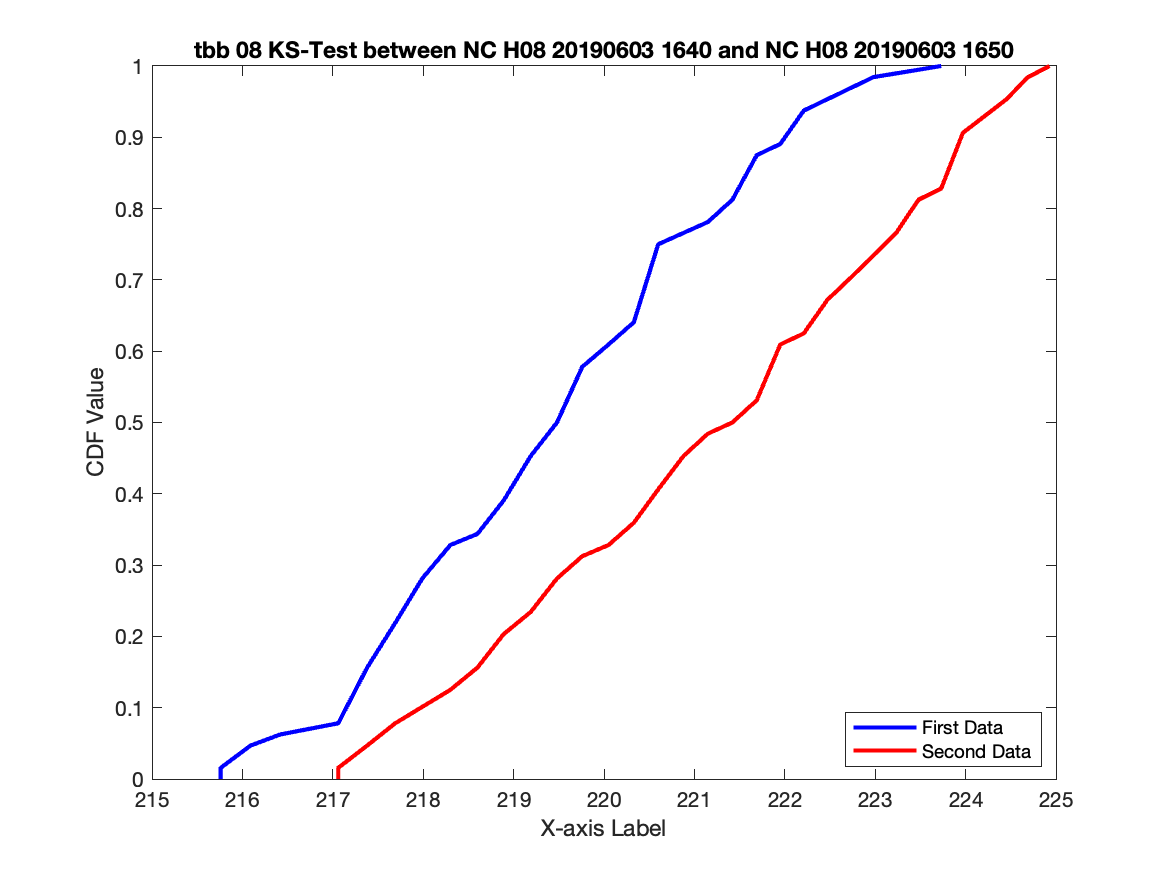 tbb 08 KS-Test between NC H08 20190603 1640 and NC H08 20190603 1650
1
0.9
0.8
0.7
0.6
0.5
0.4
0.3
0.2
0.1
0
CDF Value
First Data
Second Data
215 216 217 218 219 220 221 222 223 224 225
X-axis Label